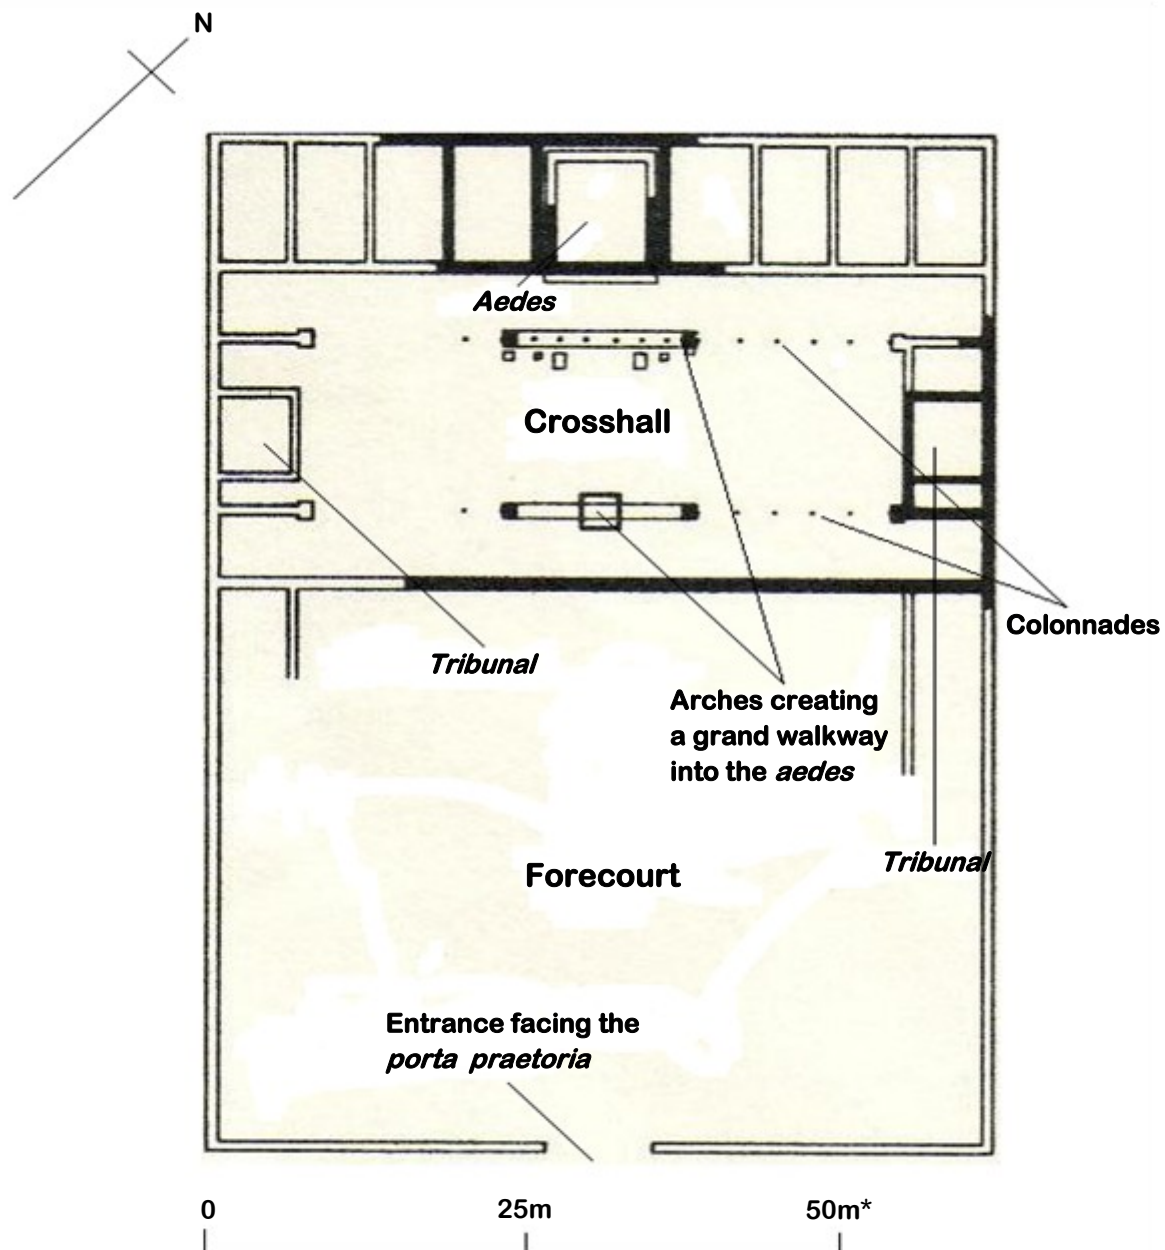 N
Aedes
Crosshall
Colonnades
Tribunal
Arches creating
a grand walkway
into the aedes
Tribunal
Forecourt
Entrance facing the
porta praetoria
0
25m
50m*